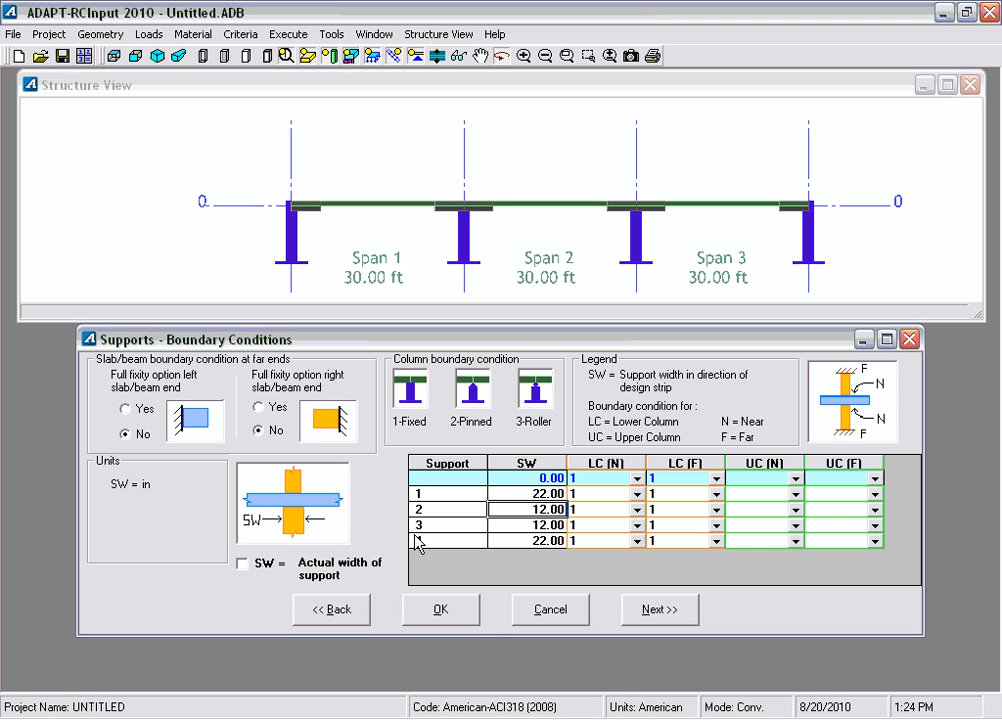 ADAPT-RCInput 2010 - Untitled.ADB
File Project Geometry Loads Material Criteria Execute Tools Window Structure View Help
Structure View
0 0
Span 1 Span 2 Span 3
30.00 ft 30.00 ft 30.00 ft
Supports - Boundary Conditions
Slab/beam boundary condition at far ends
Full fixity option left slab/beam end
Yes
No
Full fixity option right slab/beam end
Yes
No
Column boundary condition
1-Fixed 2-Pinned 3-Roller
Legend
SW = Support width in direction of
design strip
Boundary condition for :
LC = Lower Column N = Near
UC = Upper Column F = Far
F
N
N
F
Units
SW = in
SW
SW = Actual width of
support
Support SW LC (N) LC (F) UC (N) UC (F)
0.00 1 1
1 22.00 1 1
2 12.00 1 1
3 12.00 1 1
22.00 1 1
<< Back OK Cancel Next >>
Project Name: UNTITLED Code: American-ACI318 (2008) Units: American Mode: Conv. 8/20/2010 1:24 PM